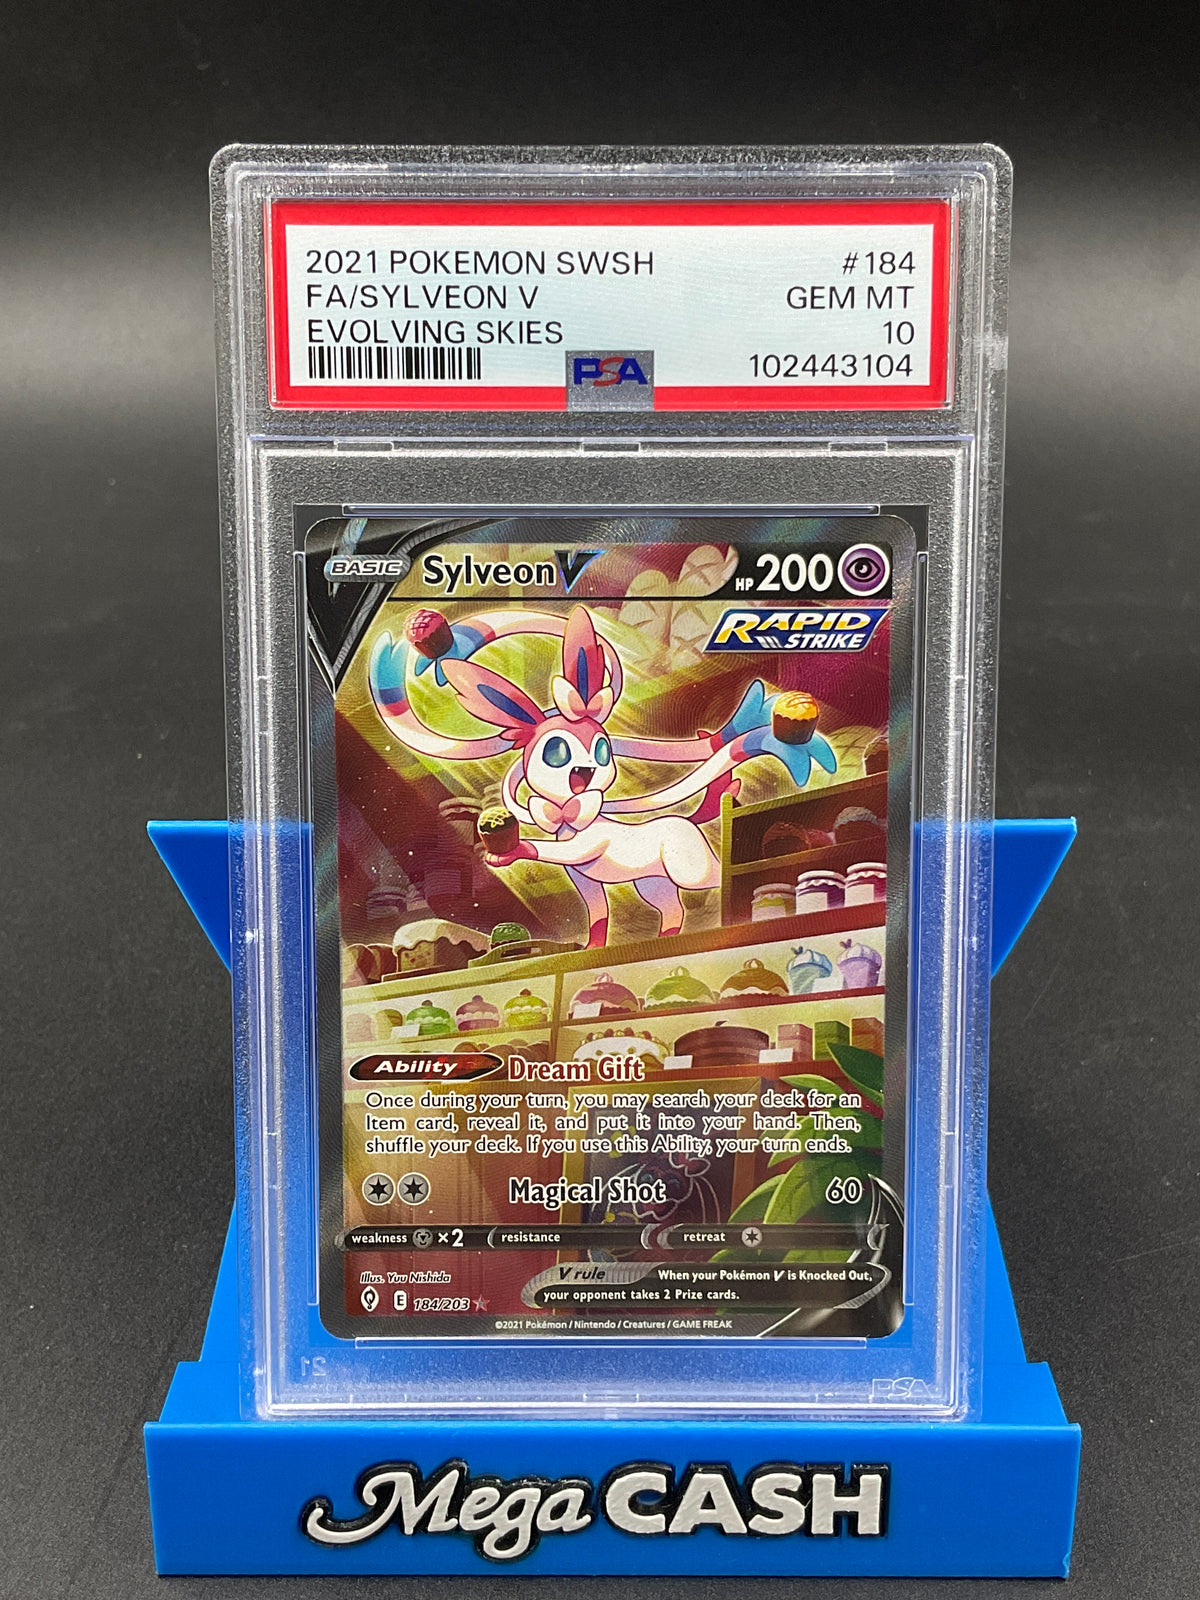 2021 POKEMON SWSH #184
FA/SYLVEON V GEM MT
EVOLVING SKIES 10
PSA 102443104
BASIC Sylveon V HP 200
RAPID
STRIKE
Ability Dream Gift
Once during your turn, you may search your deck for an
Item card, reveal it, and put it into your hand. Then,
shuffle your deck. If you use this Ability, your turn ends.
Magical Shot 60
weakness ×2 resistance retreat
Illus. Yuu Nishida
V rule When your Pokémon V is Knocked Out,
your opponent takes 2 Prize cards.
E 184/203
©2021 Pokémon / Nintendo / Creatures / GAME FREAK
21 PSA
Mega CASH